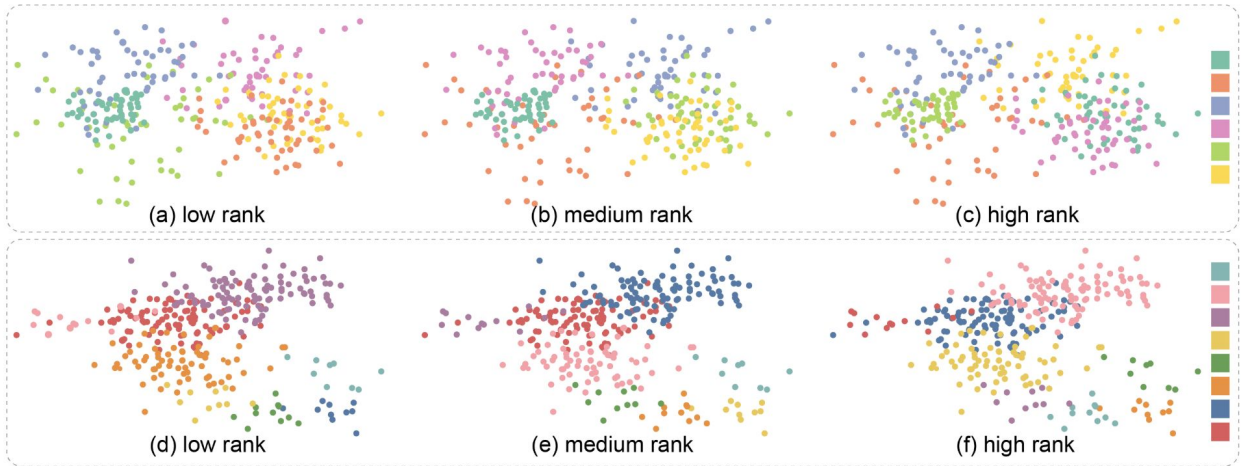 (a) low rank
(b) medium rank
(c) high rank
(d) low rank
(e) medium rank
(f) high rank